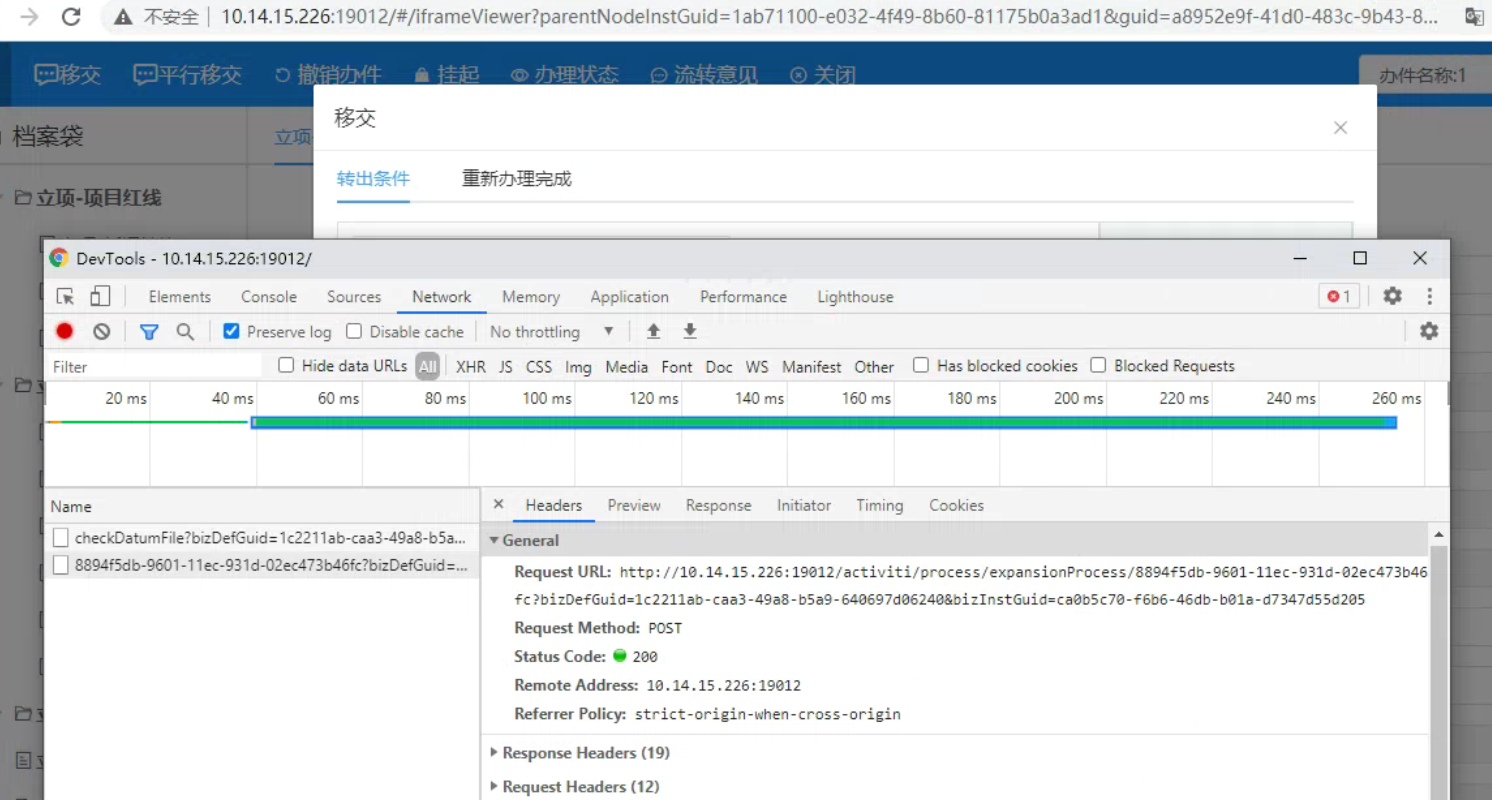 不安全 10.14.15.226:19012/#/iframeViewer?parentNodeInstGuid=1ab71100-e032-4f49-8b60-81175b0a3ad1&guid=a8952e9f-41d0-483c-9b43-8...
移交 平行移交 撤销办件 挂起 办理状态 流转意见 关闭 办件名称:1
移交
档案袋 立项-
转出条件 重新办理完成
立项-项目红线
DevTools - 10.14.15.226:19012/
Elements Console Sources Network Memory Application Performance Lighthouse 1
Preserve log Disable cache No throttling
Filter Hide data URLs All XHR JS CSS Img Media Font Doc WS Manifest Other Has blocked cookies Blocked Requests
20 ms 40 ms 60 ms 80 ms 100 ms 120 ms 140 ms 160 ms 180 ms 200 ms 220 ms 240 ms 260 ms
Name Headers Preview Response Initiator Timing Cookies
checkDatumFile?bizDefGuid=1c2211ab-caa3-49a8-b5a...
8894f5db-9601-11ec-931d-02ec473b46fc?bizDefGuid=...
General
Request URL: http://10.14.15.226:19012/activiti/process/expansionProcess/8894f5db-9601-11ec-931d-02ec473b46
fc?bizDefGuid=1c2211ab-caa3-49a8-b5a9-640697d06240&bizInstGuid=ca0b5c70-f6b6-46db-b01a-d7347d55d205
Request Method: POST
Status Code: 200
Remote Address: 10.14.15.226:19012
Referrer Policy: strict-origin-when-cross-origin
Response Headers (19)
Request Headers (12)